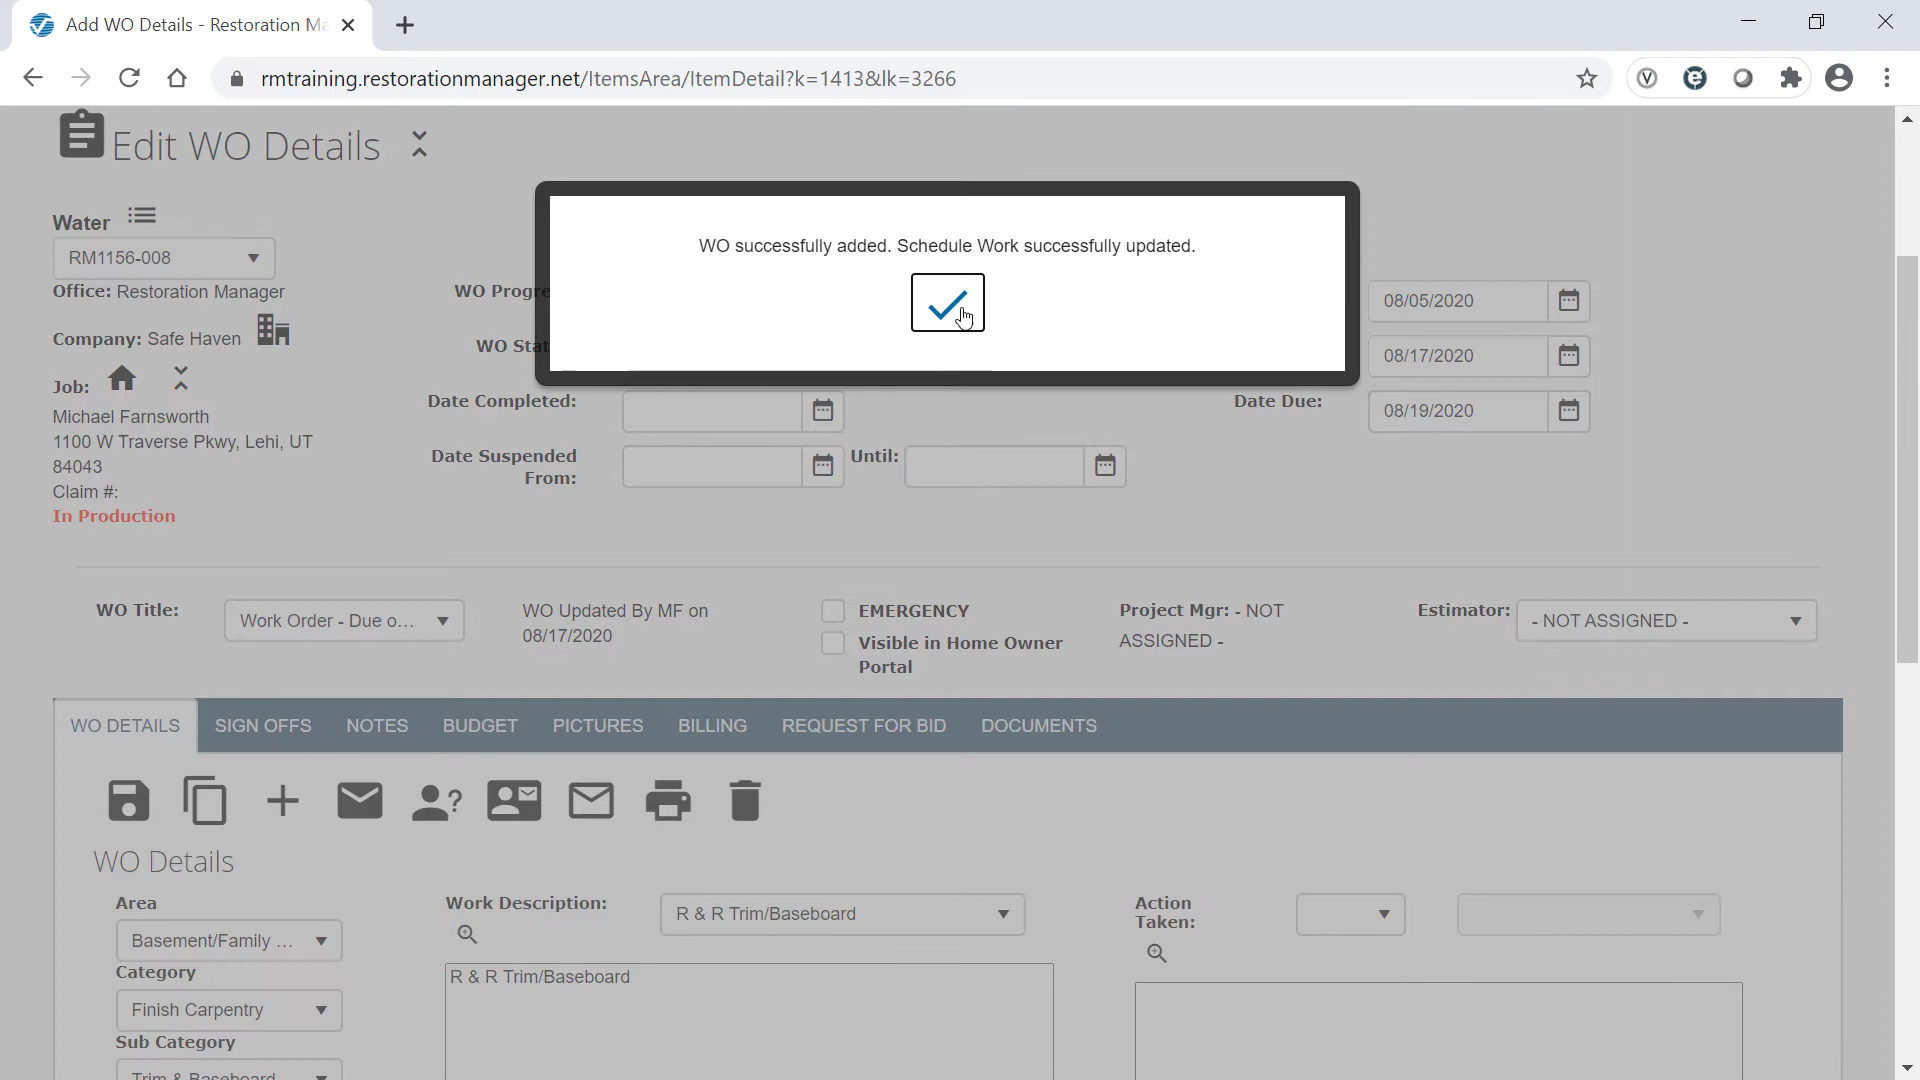 Add WO Details - Restoration Ma
rmtraining.restorationmanager.net/ItemsArea/ItemDetail?k=1413&lk=3266
Edit WO Details
Water
RM1156-008
Office: Restoration Manager
Company: Safe Haven
Job:
Michael Farnsworth
1100 W Traverse Pkwy, Lehi, UT
84043
Claim #:
In Production
WO successfully added. Schedule Work successfully updated.
WO Progre
WO Stat
Date Completed:
Date Suspended
From:
Until:
08/05/2020
08/17/2020
Date Due:
08/19/2020
WO Title:
Work Order - Due o...
WO Updated By MF on
08/17/2020
EMERGENCY
Visible in Home Owner
Portal
Project Mgr: - NOT
ASSIGNED -
Estimator:
- NOT ASSIGNED -
WO DETAILS
SIGN OFFS
NOTES
BUDGET
PICTURES
BILLING
REQUEST FOR BID
DOCUMENTS
WO Details
Area
Basement/Family ...
Category
Finish Carpentry
Sub Category
Trim & Baseboard
Work Description:
R & R Trim/Baseboard
R & R Trim/Baseboard
Action
Taken: